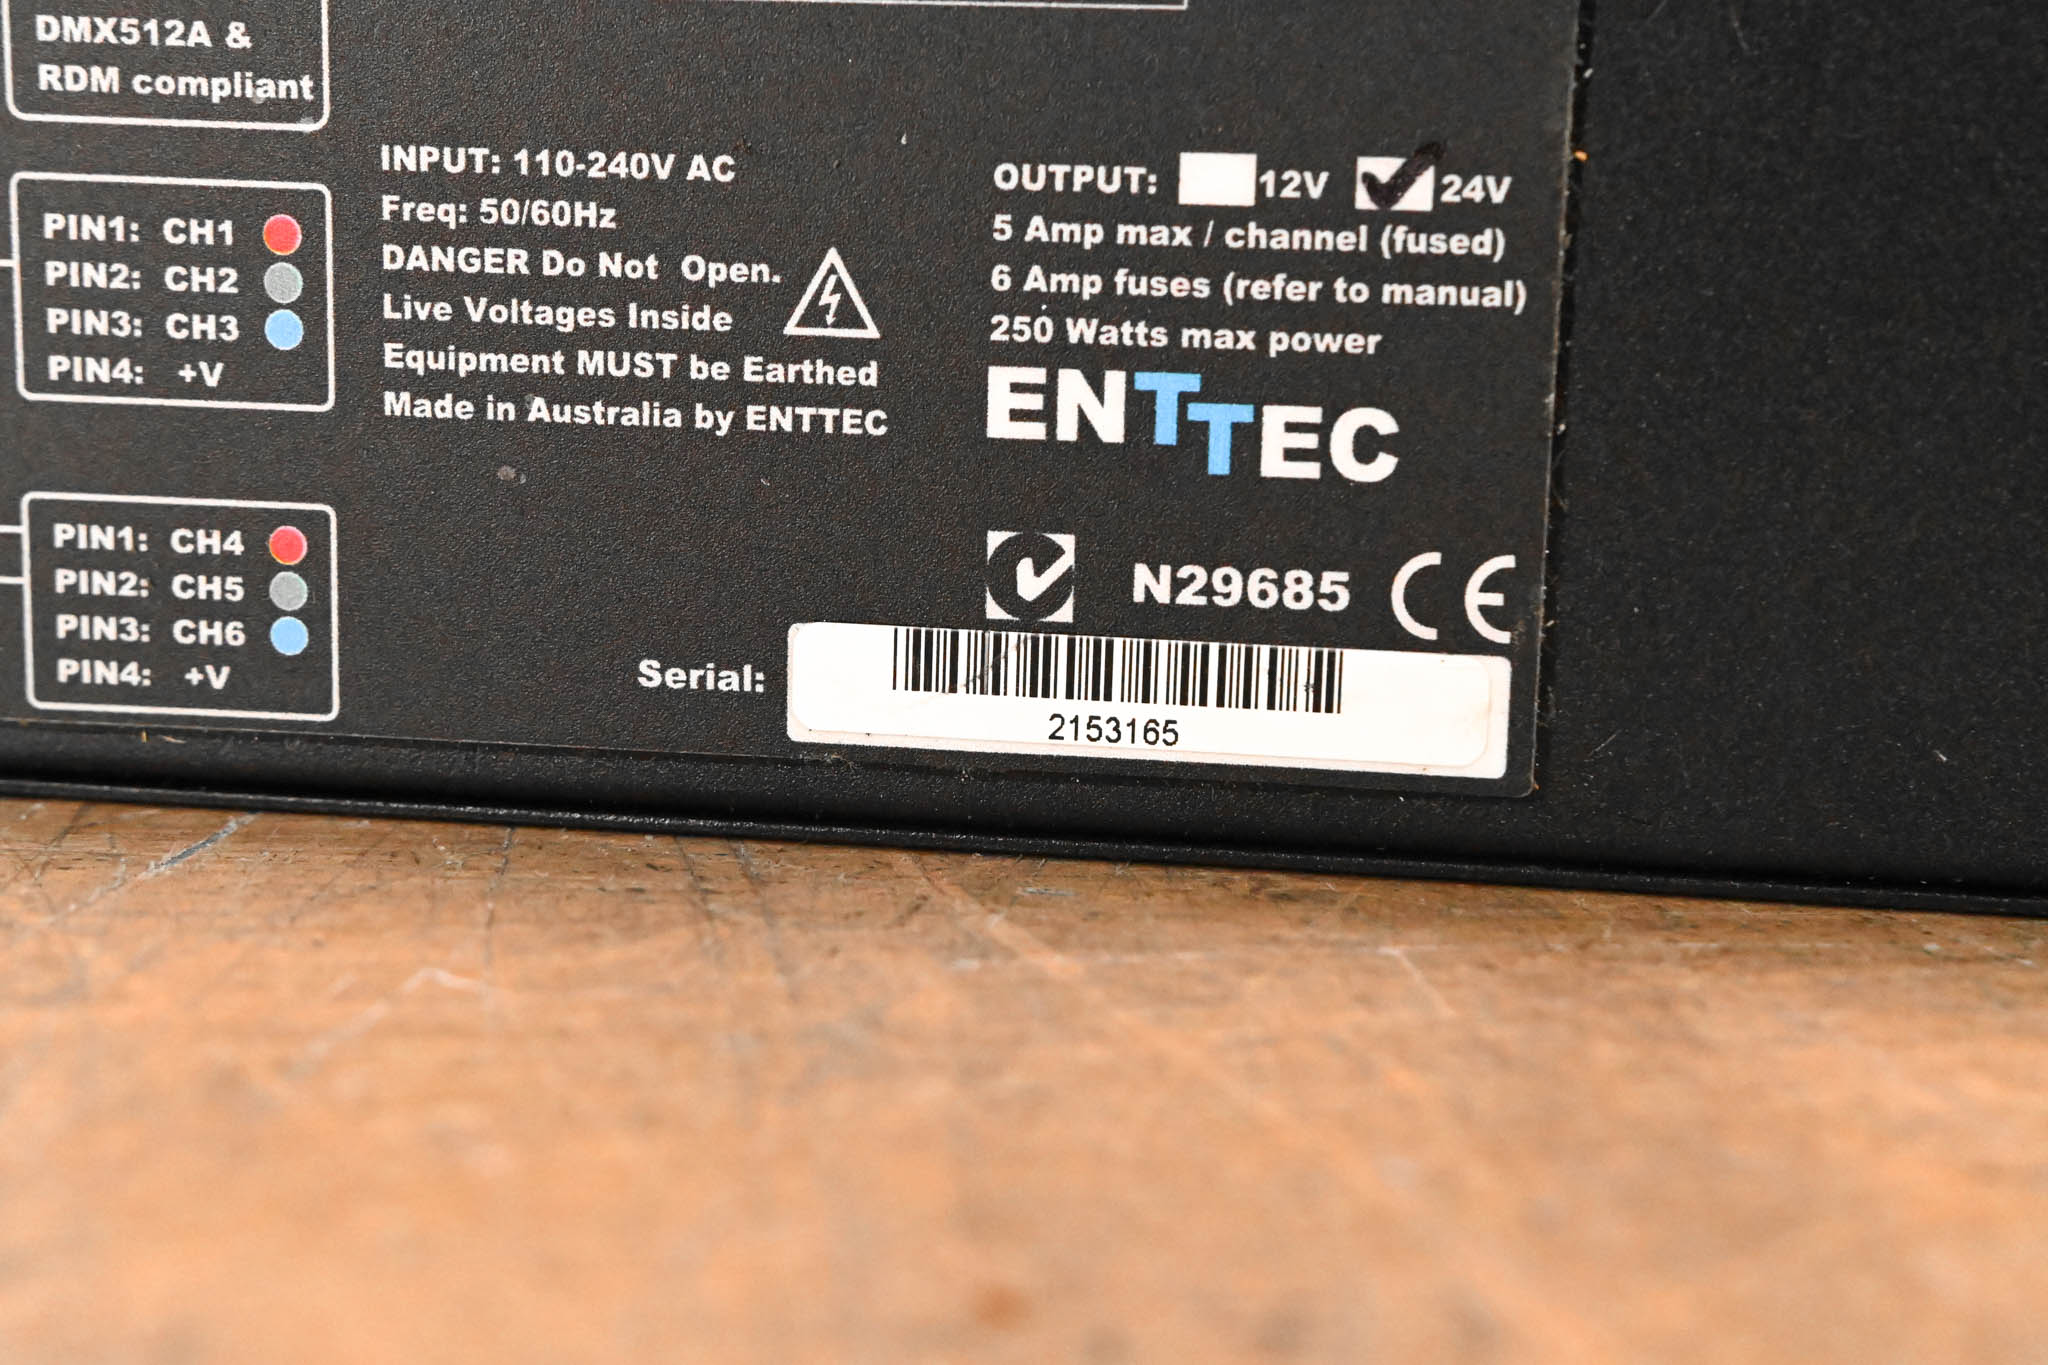 DMX512A &
RDM compliant
PIN1: CH1
PIN2: CH2
PIN3: CH3
PIN4: +V
PIN1: CH4
PIN2: CH5
PIN3: CH6
PIN4: +V
INPUT: 110-240V AC
Freq: 50/60Hz
DANGER Do Not Open.
Live Voltages Inside
Equipment MUST be Earthed
Made in Australia by ENTTEC
OUTPUT: 12V 24V
5 Amp max / channel (fused)
6 Amp fuses (refer to manual)
250 Watts max power
ENTTEC
N29685 CE
Serial:
2153165